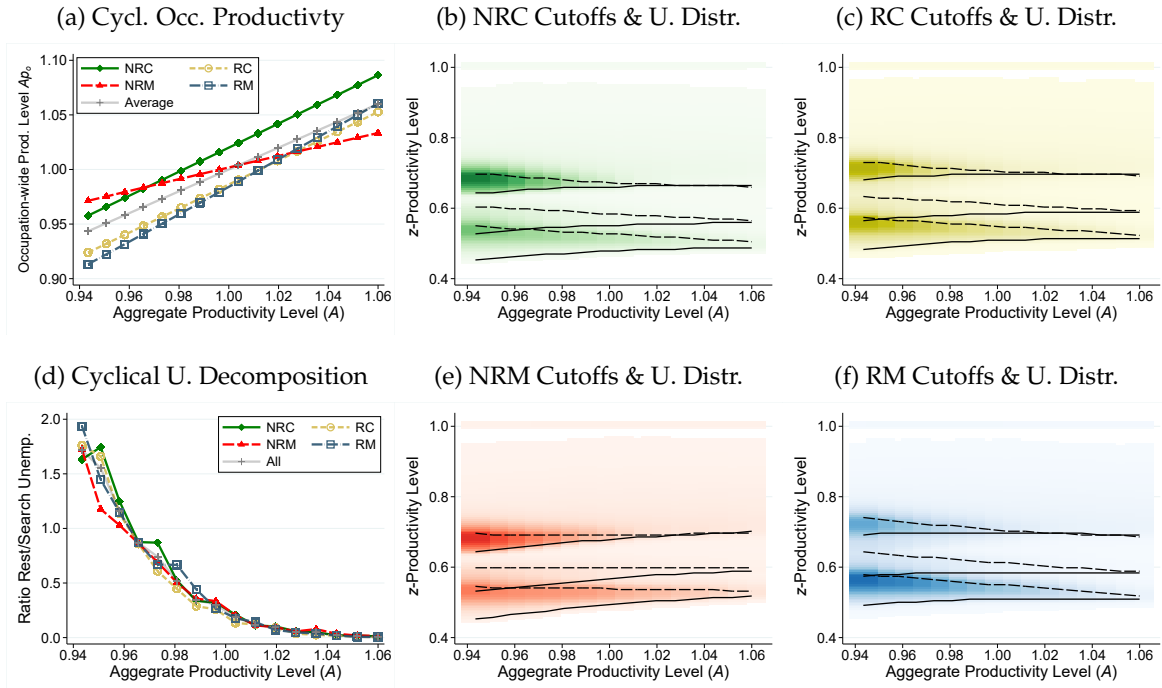 (a) Cycl. Occ. Productivty
(b) NRC Cutoffs & U. Distr.
(c) RC Cutoffs & U. Distr.
Occupation-wide Prod. Level Apₒ
1.10
1.05
1.00
0.95
0.90
NRC
RC
NRM
RM
Average
0.94 0.96 0.98 1.00 1.02 1.04 1.06
Aggregate Productivity Level (A)
z-Productivity Level
1.0
0.8
0.6
0.4
0.94 0.96 0.98 1.00 1.02 1.04 1.06
Aggegrate Productivity Level (A)
z-Productivity Level
1.0
0.8
0.6
0.4
0.94 0.96 0.98 1.00 1.02 1.04 1.06
Aggegrate Productivity Level (A)
(d) Cyclical U. Decomposition
(e) NRM Cutoffs & U. Distr.
(f) RM Cutoffs & U. Distr.
Ratio Rest/Search Unemp.
2.0
1.5
1.0
0.5
0.0
NRC
RC
NRM
RM
All
0.94 0.96 0.98 1.00 1.02 1.04 1.06
Aggegrate Productivity Level (A)
z-Productivity Level
1.0
0.8
0.6
0.4
0.94 0.96 0.98 1.00 1.02 1.04 1.06
Aggegrate Productivity Level (A)
z-Productivity Level
1.0
0.8
0.6
0.4
0.94 0.96 0.98 1.00 1.02 1.04 1.06
Aggegrate Productivity Level (A)